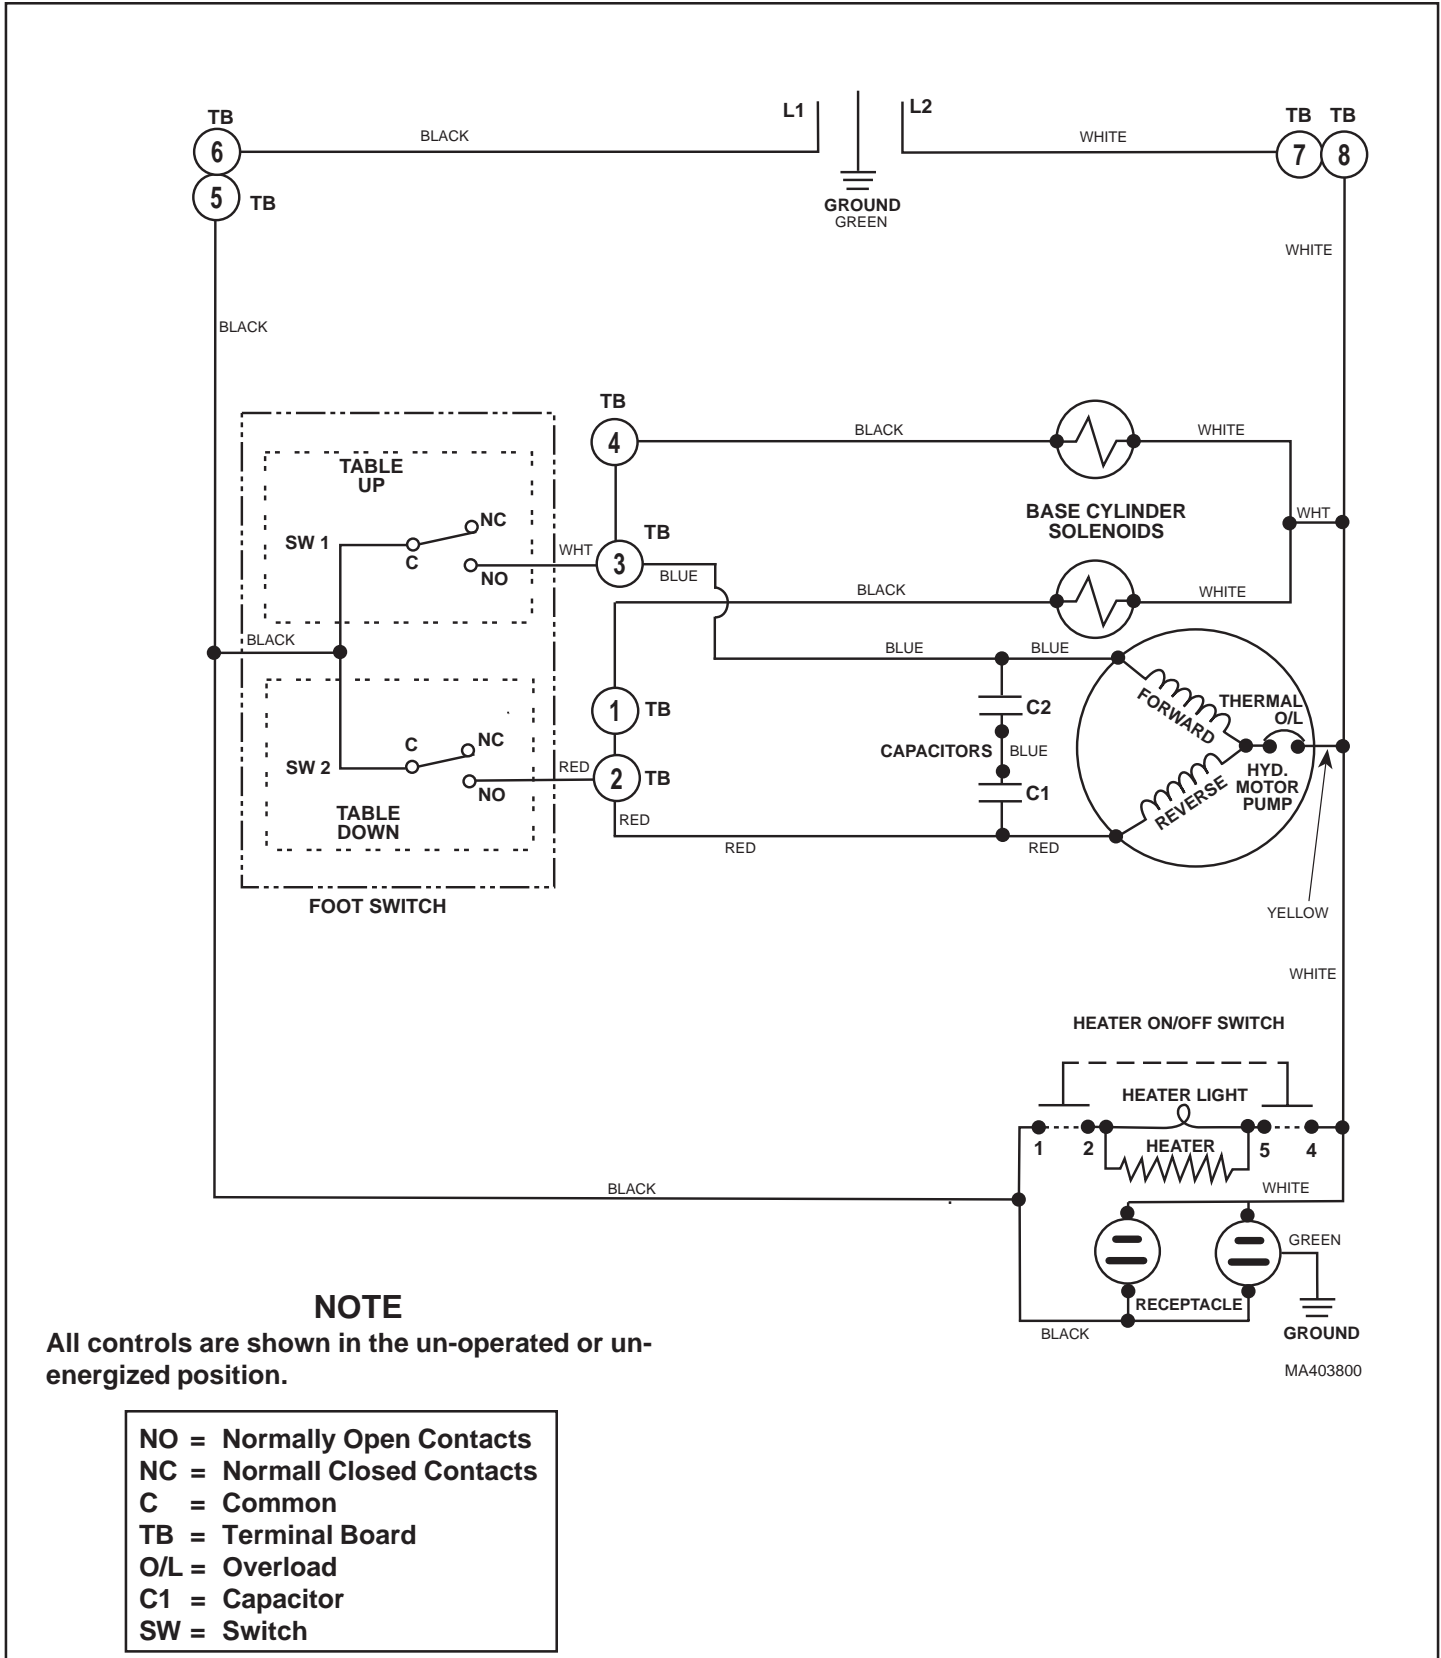 L1
L2
TB
BLACK
WHITE
TB TB
6
7 8
5 TB
GROUND
GREEN
WHITE
BLACK
TB
4
BLACK
WHITE
TABLE
UP
NC
SW 1
C
NO
WHT
TB
3
BLUE
BASE CYLINDER
SOLENOIDS
WHT
BLACK
WHITE
BLACK
BLUE
BLUE
FORWARD
THERMAL
O/L
1 TB
C2
CAPACITORS
BLUE
C
NC
SW 2
NO
RED
2 TB
C1
HYD.
MOTOR
PUMP
REVERSE
TABLE
DOWN
RED
RED
RED
FOOT SWITCH
YELLOW
WHITE
HEATER ON/OFF SWITCH
HEATER LIGHT
1 2
HEATER
5 4
BLACK
WHITE
GREEN
RECEPTACLE
BLACK
GROUND
MA403800
NOTE
All controls are shown in the un-operated or un-
energized position.
NO = Normally Open Contacts
NC = Normall Closed Contacts
C = Common
TB = Terminal Board
O/L = Overload
C1 = Capacitor
SW = Switch